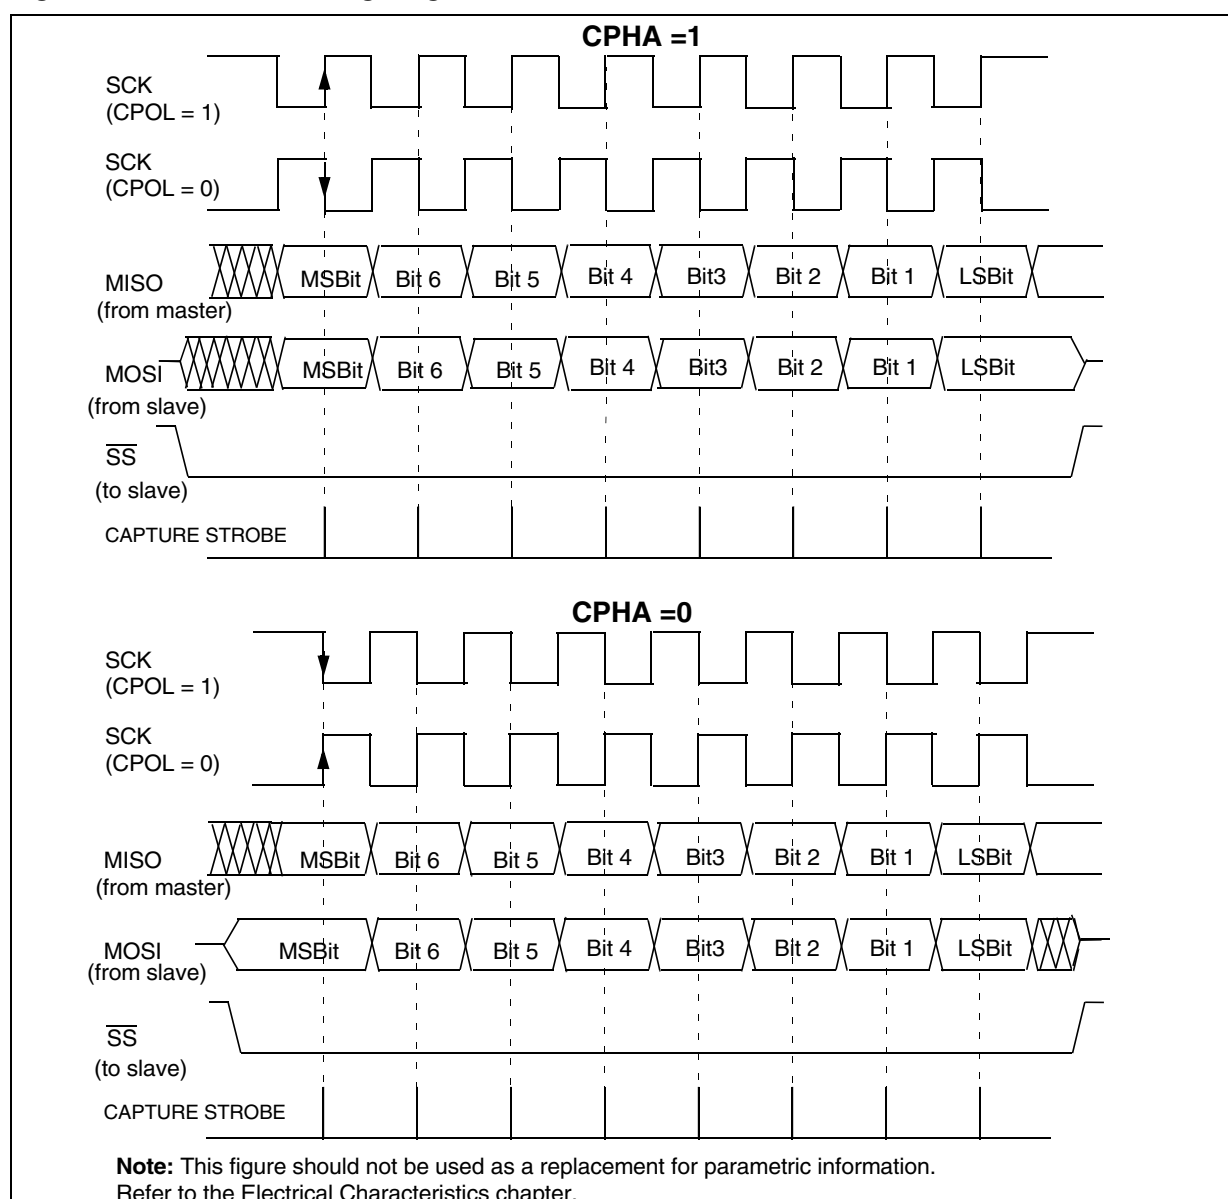 CPHA =1
SCK
(CPOL = 1)
SCK
(CPOL = 0)
MISO
(from master)
MSBit Bit 6 Bit 5 Bit 4 Bit3 Bit 2 Bit 1 LSBit
MOSI
(from slave)
MSBit Bit 6 Bit 5 Bit 4 Bit3 Bit 2 Bit 1 LSBit
SS
(to slave)
CAPTURE STROBE
CPHA =0
SCK
(CPOL = 1)
SCK
(CPOL = 0)
MISO
(from master)
MSBit Bit 6 Bit 5 Bit 4 Bit3 Bit 2 Bit 1 LSBit
MOSI
(from slave)
MSBit Bit 6 Bit 5 Bit 4 Bit3 Bit 2 Bit 1 LSBit
SS
(to slave)
CAPTURE STROBE
Note: This figure should not be used as a replacement for parametric information.
Refer to the Electrical Characteristics chapter.